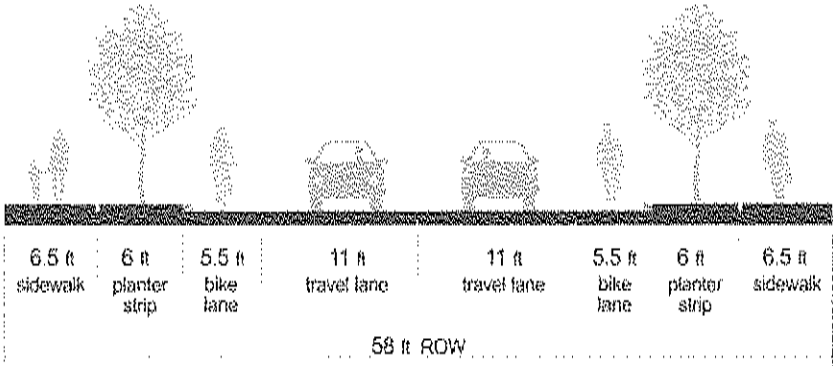 6.5 ft 6 ft 5.5 ft 11 ft 11 ft 5.5 ft 6 ft 6.5 ft
sidewalk planter bike travel lane travel lane bike planter sidewalk
strip lane lane strip
58 ft ROW